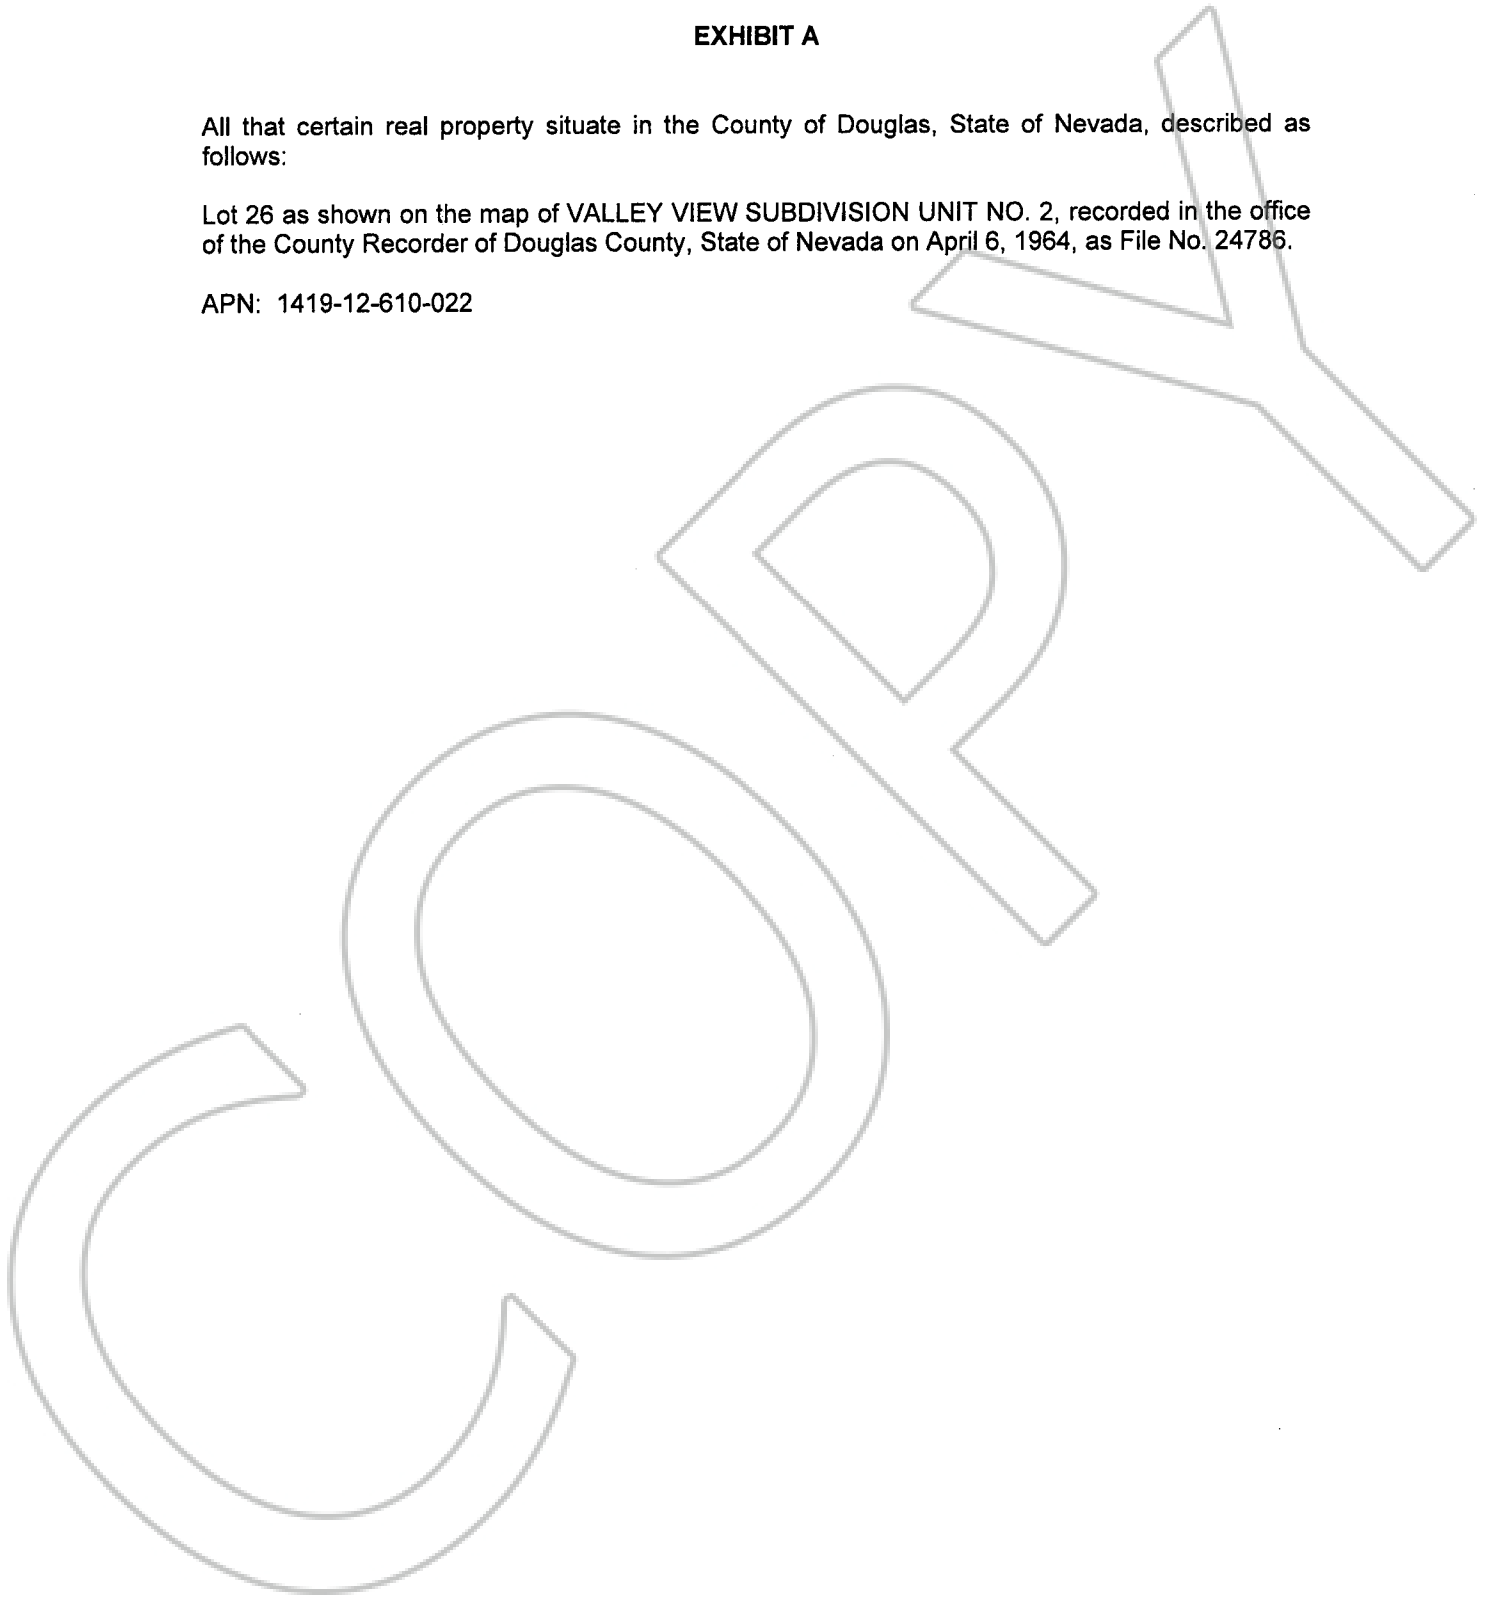 EXHIBIT A
All that certain real property situate in the County of Douglas, State of Nevada, described as
follows:
Lot 26 as shown on the map of VALLEY VIEW SUBDIVISION UNIT NO. 2, recorded in the office
of the County Recorder of Douglas County, State of Nevada on April 6, 1964, as File No. 24786.
APN: 1419-12-610-022
COPY